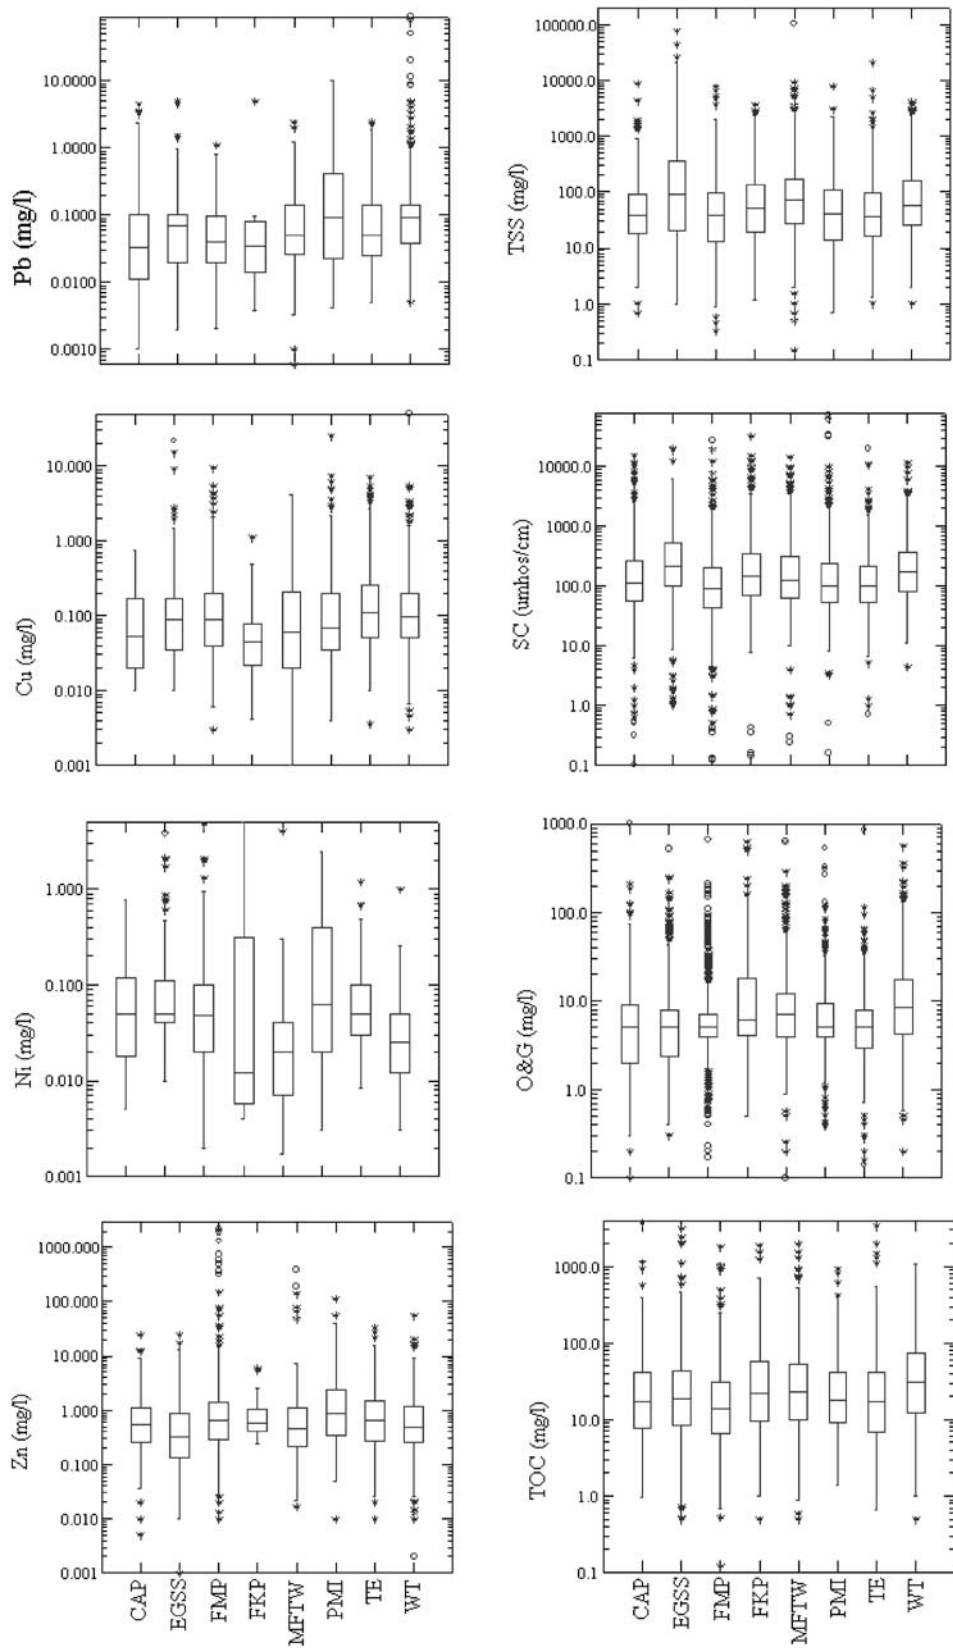 Pb (mg/l)
10.0000
1.0000
0.1000
0.0100
0.0010
TSS (mg/l)
100000.0
10000.0
1000.0
100.0
10.0
1.0
0.1
Cu (mg/l)
10.000
1.000
0.100
0.010
0.001
SC (umhos/cm)
10000.0
1000.0
100.0
10.0
1.0
0.1
Ni (mg/l)
1.000
0.100
0.010
0.001
O&G (mg/l)
1000.0
100.0
10.0
1.0
0.1
Zn (mg/l)
1000.000
100.000
10.000
1.000
0.100
0.010
0.001
CAP
EGSS
FMP
FKP
MFTW
PMI
TE
WT
TOC (mg/l)
1000.0
100.0
10.0
1.0
0.1
CAP
EGSS
FMP
FKP
MFTW
PMI
TE
WT